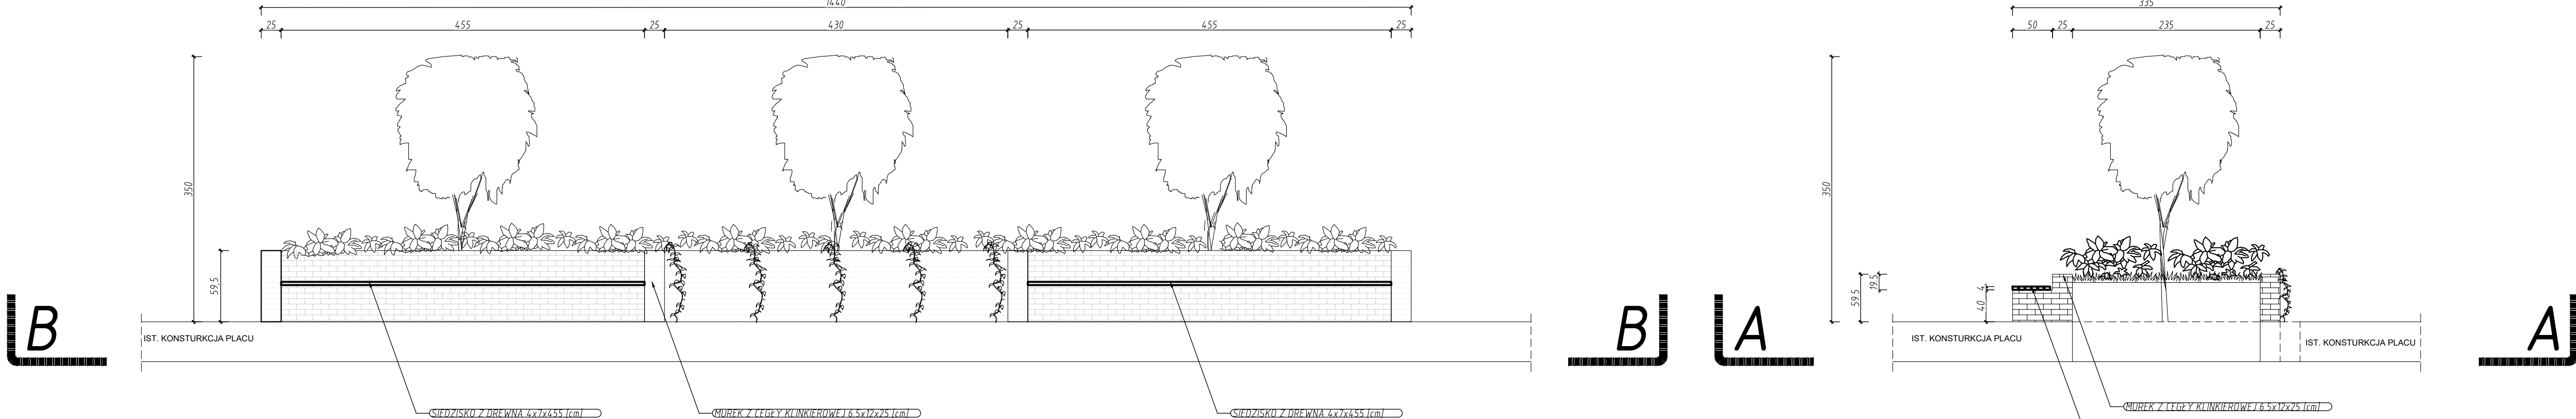 1440
25 455 25 430 25 455 25
350
59,5
IST. KONSTURKCJA PLACU
B
B
SIEDZISKO Z DREWNA 4x7x455 [cm]
MUREK Z CEGŁY KLINKIEROWEJ 6.5x12x25 [cm]
SIEDZISKO Z DREWNA 4x7x455 [cm]
335
50 25 235 25
350
59.5
19.5
4
40
IST. KONSTURKCJA PLACU
IST. KONSTURKCJA PLACU
A
A
MUREK Z CEGŁY KLINKIEROWEJ 6.5x12x25 [cm]